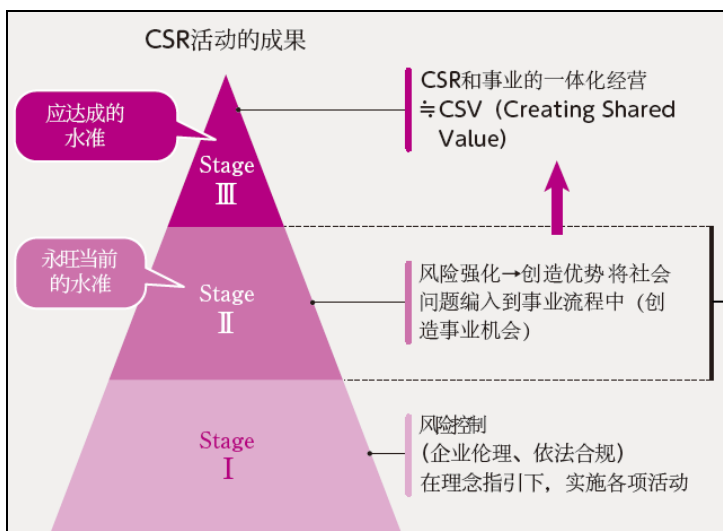 CSR活动的成果
应达成的
水准
Stage
Ⅲ
CSR和事业的一体化经营
≒CSV（Creating Shared
Value）
永旺当前
的水准
Stage
Ⅱ
风险强化→创造优势 将社会
问题编入到事业流程中（创
造事业机会）
Stage
Ⅰ
风险控制
（企业伦理、依法合规）
在理念指引下，实施各项活动